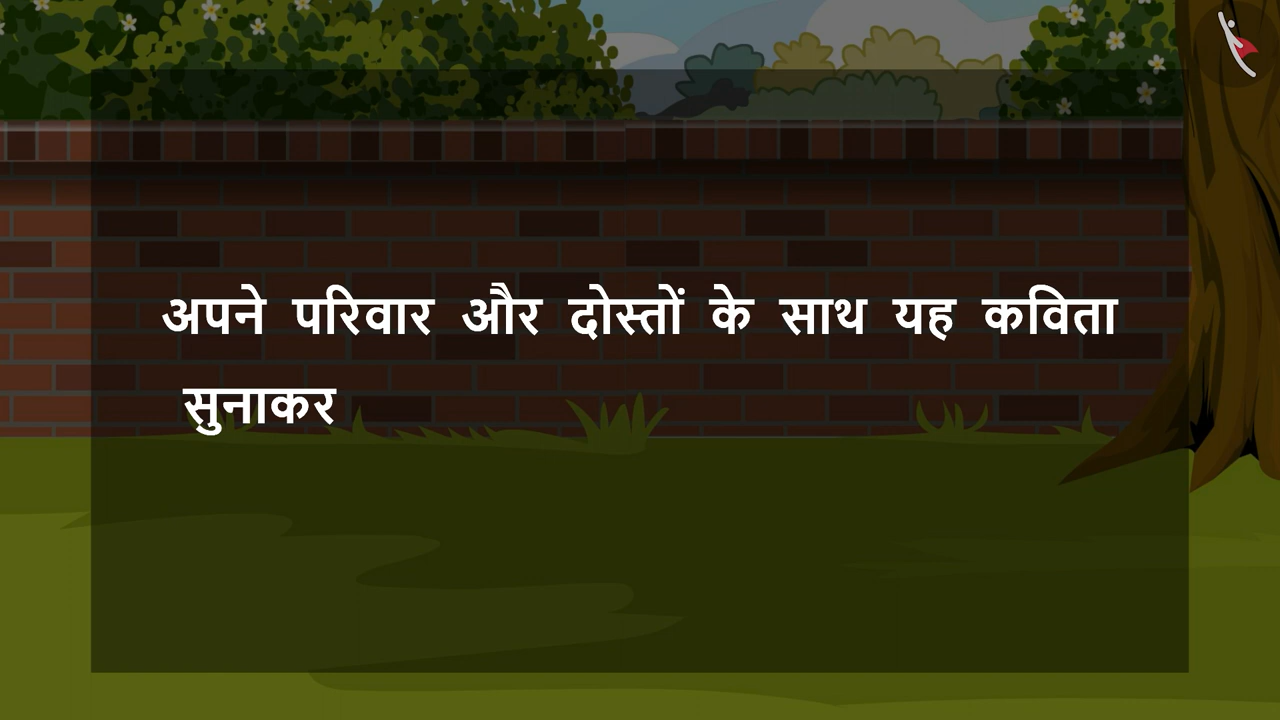 अपने परिवार और दोस्तों के साथ यह कविता
सुनाकर